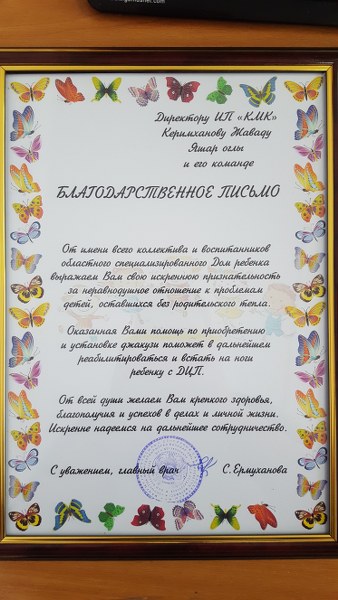 Директору ИП «КМК»
Керимханову Жаваду
Яшар оглы
и его команде
БЛАГОДАРСТВЕННОЕ ПИСЬМО
От имени всего коллектива и воспитанников
областного специализированного Дом ребенка
выражаем Вам свою искреннюю признательность
за неравнодушное отношение к проблемам
детей, оставшихся без родительского тепла.
Оказанная Вами помощь по приобретению
и установке джакузи поможет в дальнейшем
реабилитироваться и встать на ноги
ребенку с ДЦП.
От всей души желаем Вам крепкого здоровья,
благополучия и успехов в делах и личной жизни.
Искренне надеемся на дальнейшее сотрудничество.
С уважением, главный врач С.Ермуханова